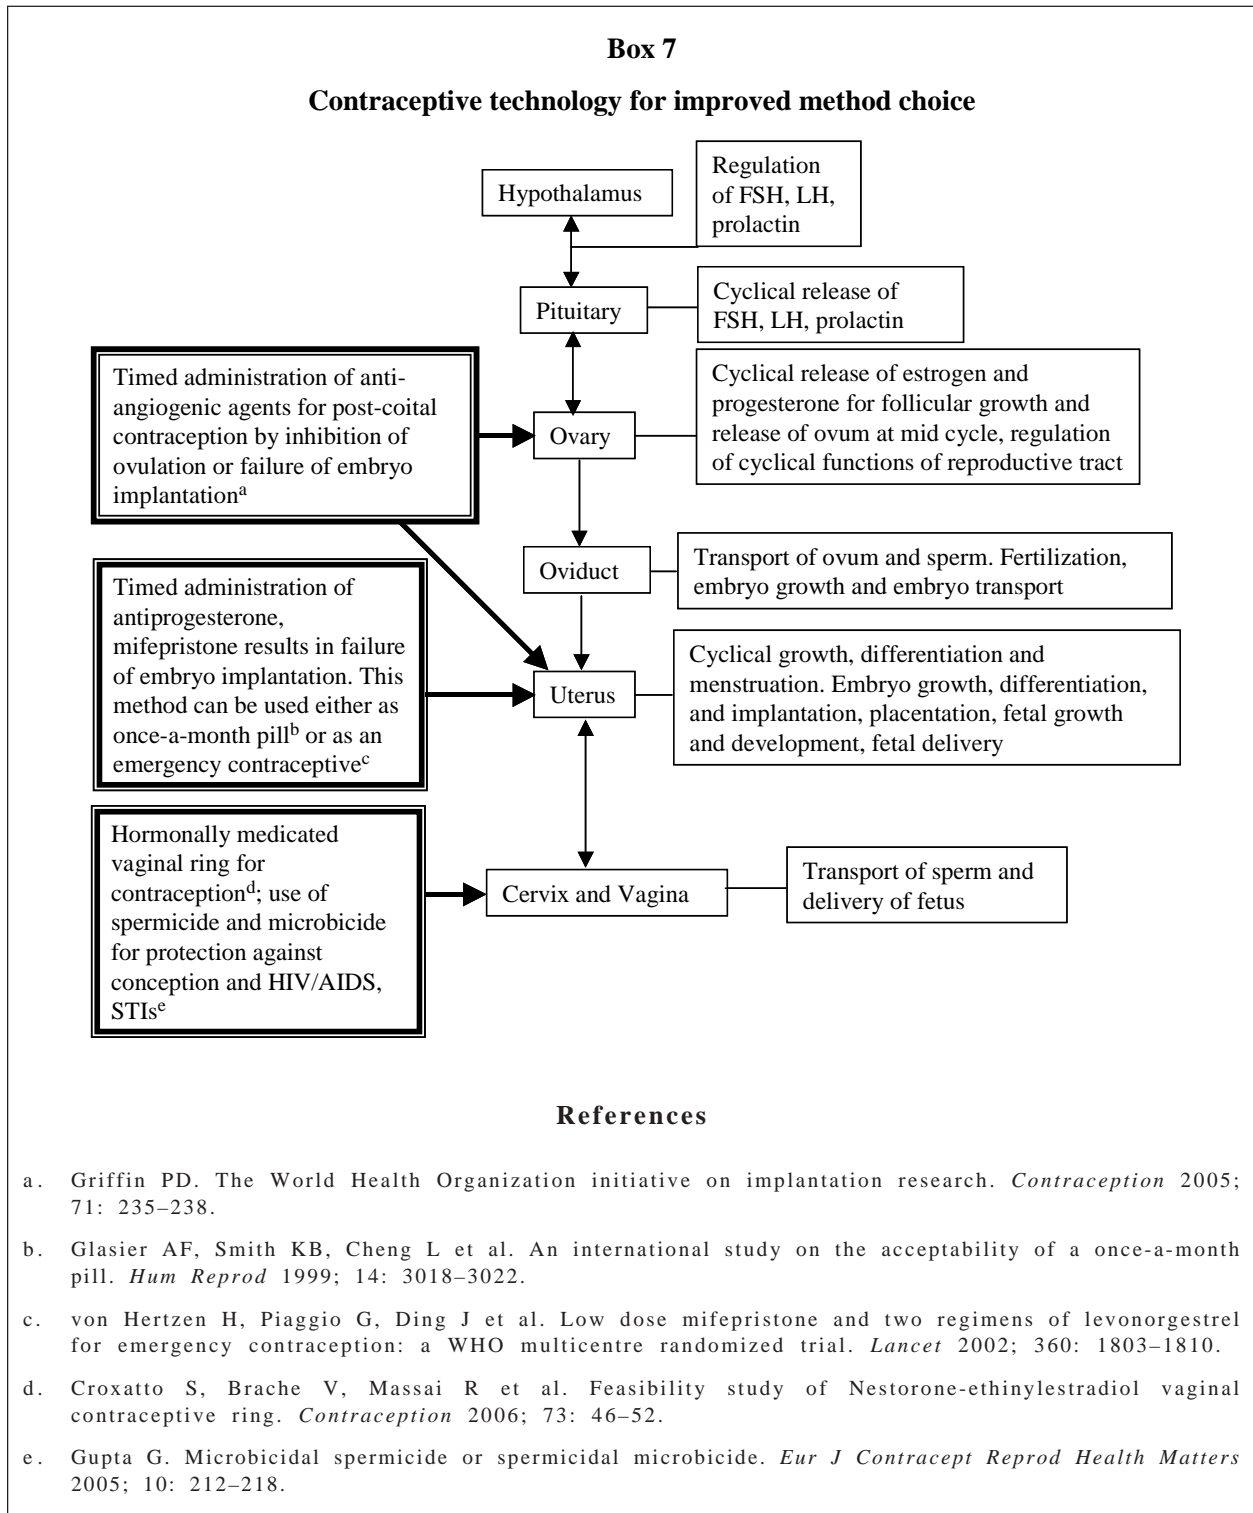 Box 7
Contraceptive technology for improved method choice
Hypothalamus
Regulation
of FSH, LH,
prolactin
Pituitary
Cyclical release of
FSH, LH, prolactin
Timed administration of anti-
angiogenic agents for post-coital
contraception by inhibition of
ovulation or failure of embryo
implantationa
Ovary
Cyclical release of estrogen and
progesterone for follicular growth and
release of ovum at mid cycle, regulation
of cyclical functions of reproductive tract
Oviduct
Transport of ovum and sperm. Fertilization,
embryo growth and embryo transport
Timed administration of
antiprogesterone,
mifepristone results in failure
of embryo implantation. This
method can be used either as
once-a-month pillb or as an
emergency contraceptivec
Uterus
Cyclical growth, differentiation and
menstruation. Embryo growth, differentiation,
and implantation, placentation, fetal growth
and development, fetal delivery
Hormonally medicated
vaginal ring for
contraceptiond; use of
spermicide and microbicide
for protection against
conception and HIV/AIDS,
STIse
Cervix and Vagina
Transport of sperm and
delivery of fetus
References
a. Griffin PD. The World Health Organization initiative on implantation research. Contraception 2005;
71: 235–238.
b. Glasier AF, Smith KB, Cheng L et al. An international study on the acceptability of a once-a-month
pill. Hum Reprod 1999; 14: 3018–3022.
c. von Hertzen H, Piaggio G, Ding J et al. Low dose mifepristone and two regimens of levonorgestrel
for emergency contraception: a WHO multicentre randomized trial. Lancet 2002; 360: 1803–1810.
d. Croxatto S, Brache V, Massai R et al. Feasibility study of Nestorone-ethinylestradiol vaginal
contraceptive ring. Contraception 2006; 73: 46–52.
e. Gupta G. Microbicidal spermicide or spermicidal microbicide. Eur J Contracept Reprod Health Matters
2005; 10: 212–218.